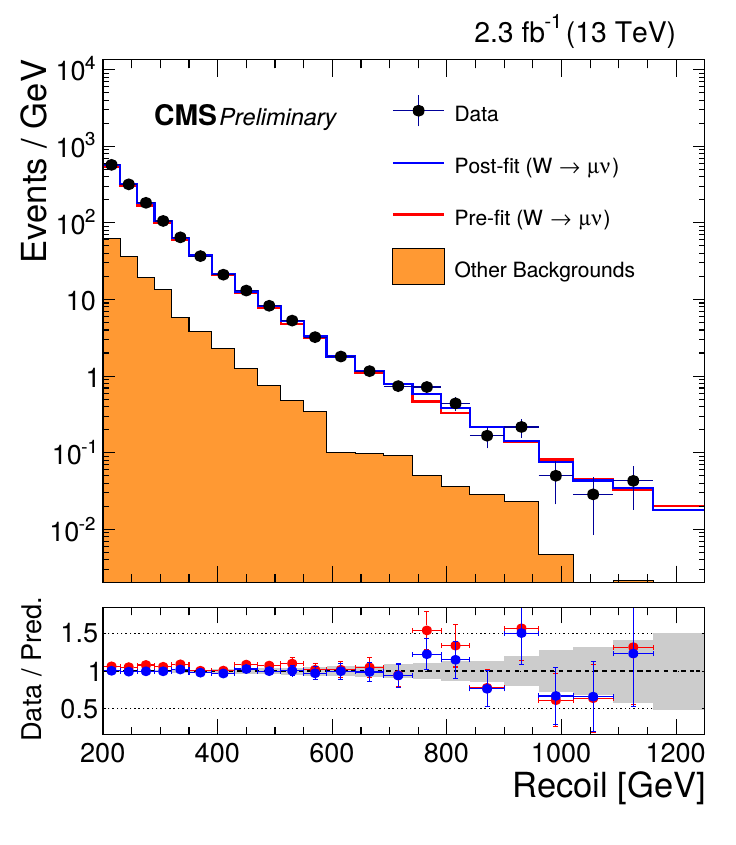 2.3 fb-1 (13 TeV)
CMS Preliminary
Data
Post-fit (W → μν)
Pre-fit (W → μν)
Other Backgrounds
Events / GeV
10^4
10^3
10^2
10
1
10^-1
10^-2
Data / Pred.
1.5
1
0.5
200 400 600 800 1000 1200
Recoil [GeV]